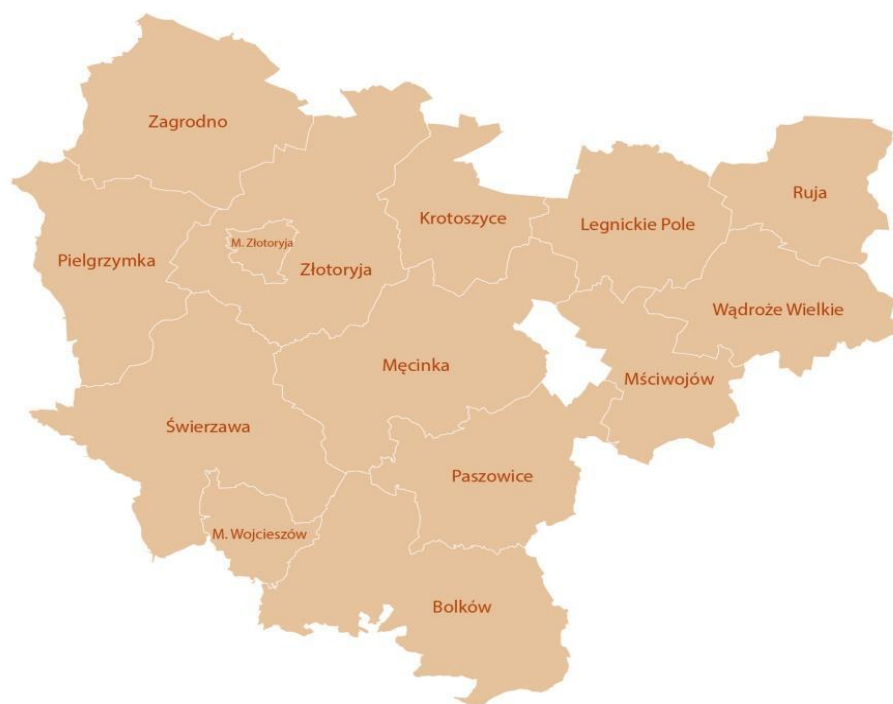 Zagrodno
Ruja
Krotoszyce
Legnickie Pole
M. Złotoryja
Pielgrzymka
Złotoryja
Wądroże Wielkie
Męcinka
Mściwojów
Świerzawa
Paszowice
M. Wojcieszów
Bolków